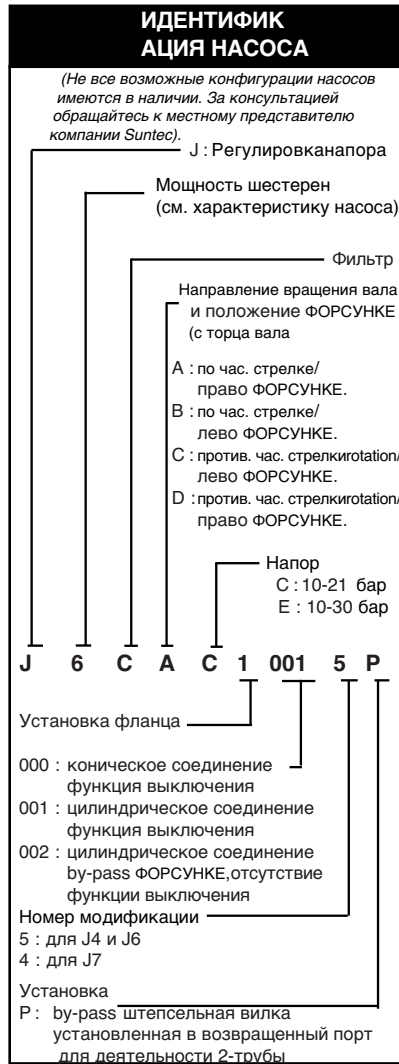 ИДЕНТИФИК
АЦИЯ НАСОСА
(Не все возможные конфигурации насосов
имеются в наличии. За консультацией
обращайтесь к местному представителю
компании Suntec).
J : Регулировканапора
Мощность шестерен
(см. характеристику насоса)
Фильтр
Направление вращения вала
и положение ФОРСУНКЕ
(с торца вала
A : по час. стрелке/
право ФОРСУНКЕ.
B : по час. стрелке/
лево ФОРСУНКЕ.
C : против. час. стрелкиrotation/
лево ФОРСУНКЕ.
D : против. час. стрелкиrotation/
право ФОРСУНКЕ.
Напор
C : 10-21 бар
E : 10-30 бар
J 6 C A C 1 001 5 P
Установка фланца
000 : коническое соединение
функция выключения
001 : цилиндрическое соединение
функция выключения
002 : цилиндрическое соединение
by-pass ФОРСУНКЕ,отсутствие
функции выключения
Номер модификации
5 : для J4 и J6
4 : для J7
Установка
P : by-pass штепсельная вилка
установленная в возвращенный порт
для деятельности 2-трубы